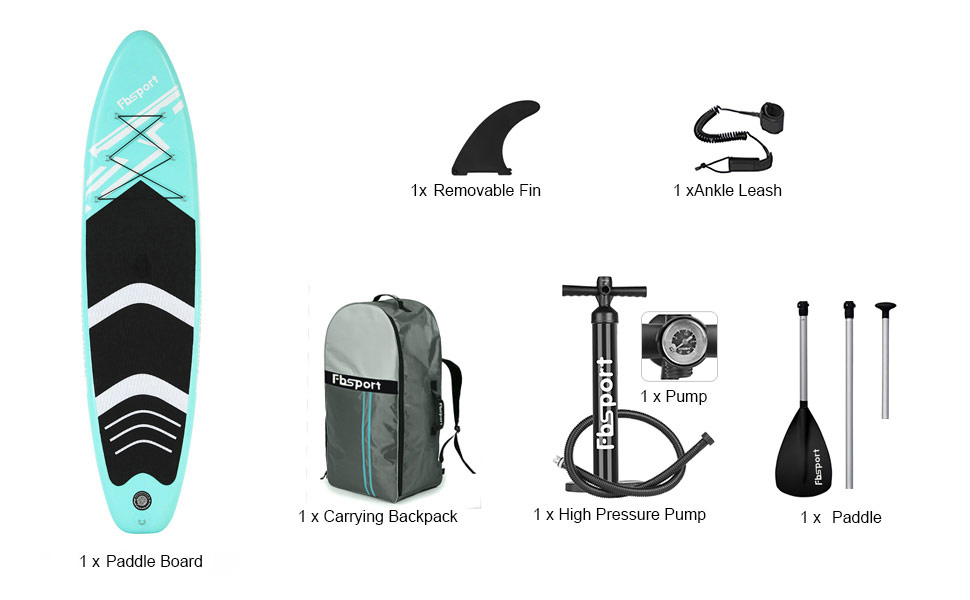 Fbsport
1x Removable Fin
1 xAnkle Leash
Fbsport
1 x Carrying Backpack
Fbsport
1 x Pump
1 x High Pressure Pump
Fbsport
1 x Paddle
1 x Paddle Board